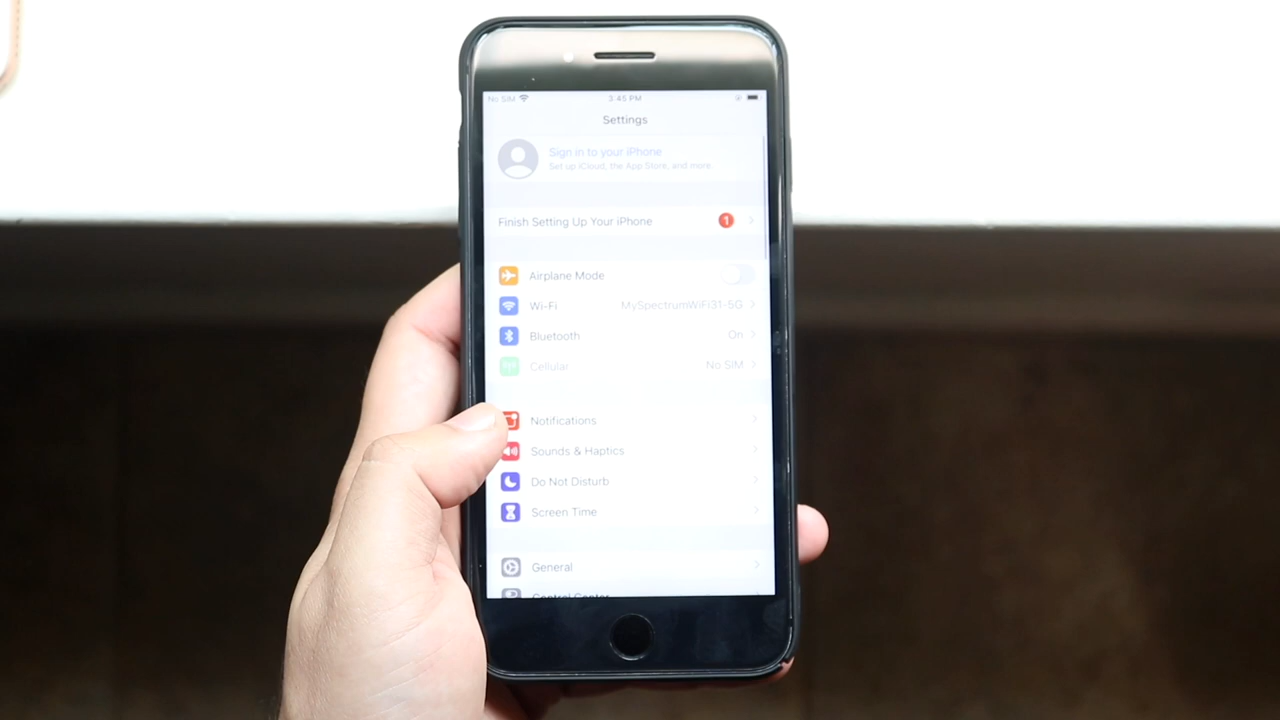 No SIM 3:45 PM
Settings
Sign in to your iPhone
Set up iCloud, the App Store, and more.
Finish Setting Up Your iPhone 1
Airplane Mode
Wi-Fi MySpectrumWiFi31-5G
Bluetooth On
Cellular No SIM
Notifications
Sounds & Haptics
Do Not Disturb
Screen Time
General
Control Center